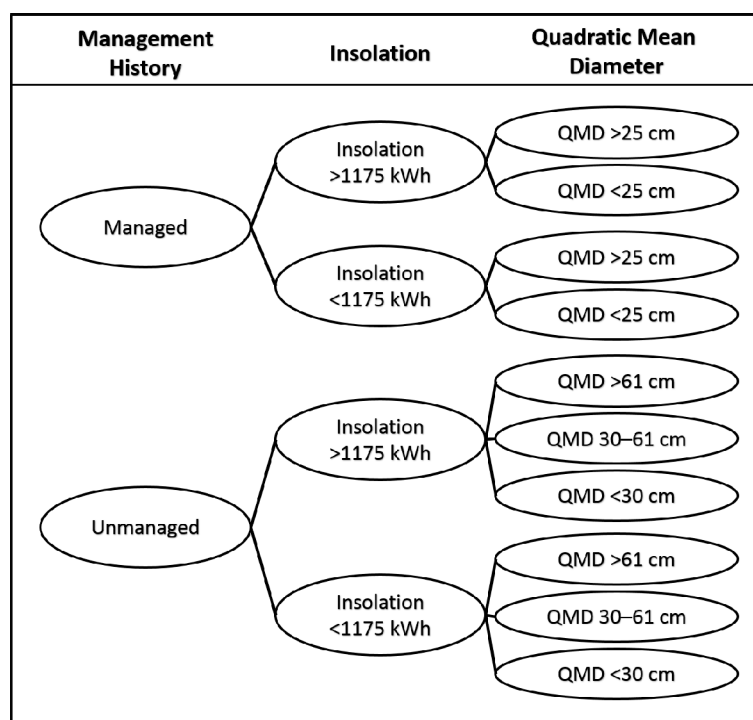 Management
History
Insolation
Quadratic Mean
Diameter
Managed
Insolation
>1175 kWh
QMD >25 cm
QMD <25 cm
Insolation
<1175 kWh
QMD >25 cm
QMD <25 cm
Unmanaged
Insolation
>1175 kWh
QMD >61 cm
QMD 30–61 cm
QMD <30 cm
Insolation
<1175 kWh
QMD >61 cm
QMD 30–61 cm
QMD <30 cm